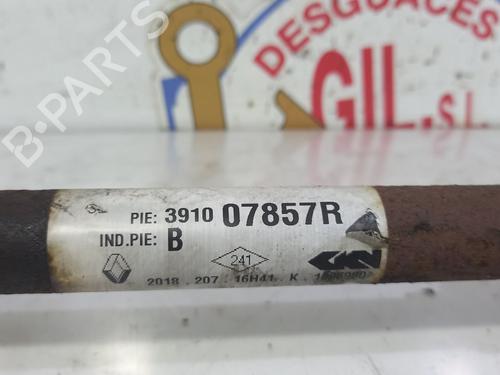 DESGUACES
GIL,S.L.
B-PARTS
PIE: 3910 07857R
IND.PIE: B
241
GKN
2018 . 207 . 16H41 . K .